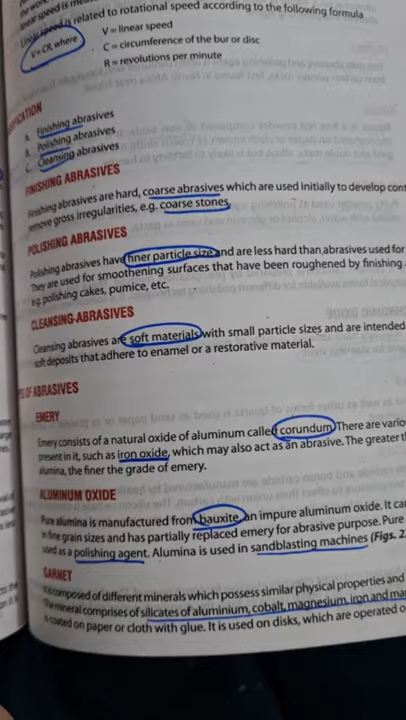 linear speed is
Linear speed is related to rotational speed according to the following formula
V = CR, where
V = linear speed
C = circumference of the bur or disc
R = revolutions per minute
A. Finishing abrasives
B. Polishing abrasives
C. Cleansing abrasives
FINISHING ABRASIVES
Finishing abrasives are hard, coarse abrasives which are used initially to develop
remove gross irregularities, e.g. coarse stones.
POLISHING ABRASIVES
Polishing abrasives have finer particle size and are less hard than abrasives used for
They are used for smoothening surfaces that have been roughened by finishing
e.g. polishing cakes, pumice, etc.
CLEANSING ABRASIVES
Cleansing abrasives are soft materials with small particle sizes and are intended
soft deposits that adhere to enamel or a restorative material.
OF ABRASIVES
EMERY
Emery consists of a natural oxide of aluminum called corundum. There are
present in it, such as iron oxide, which may also act as an abrasive. The greater
alumina, the finer the grade of emery.
ALUMINUM OXIDE
Pure alumina is manufactured from bauxite, an impure aluminum oxide. It
in fine grain sizes and has partially replaced emery for abrasive purpose. Pure
used as a polishing agent. Alumina is used in sandblasting machines (Figs.
GARNET
It is composed of different minerals which possess similar physical properties and
The mineral comprises of silicates of aluminium, cobalt, magnesium, iron and
is coated on paper or cloth with glue. It is used on disks, which are operated